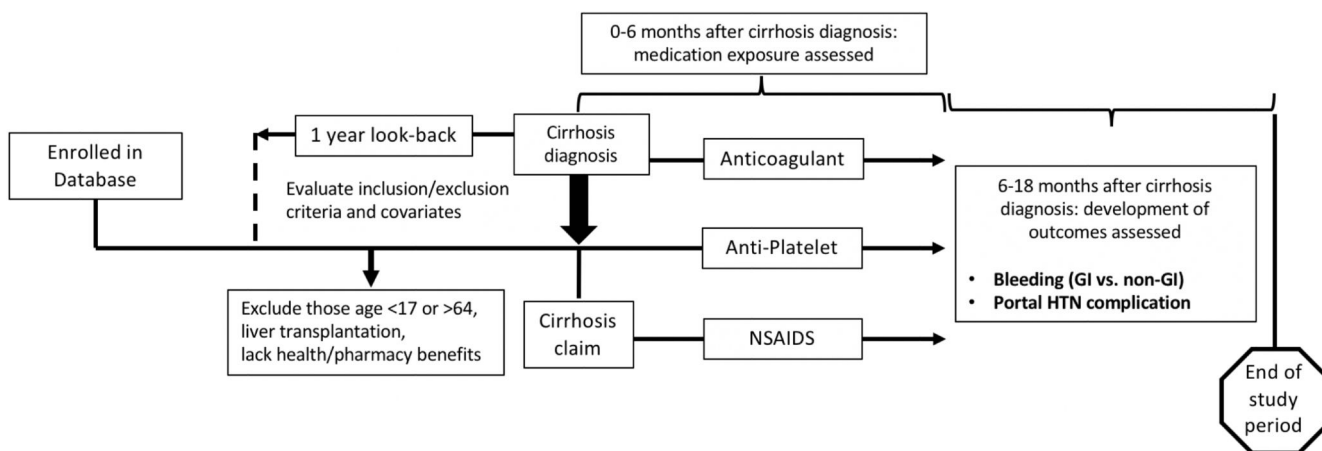 0-6 months after cirrhosis diagnosis:
medication exposure assessed
Enrolled in
Database
1 year look-back
Cirrhosis
diagnosis
Anticoagulant
Evaluate inclusion/exclusion
criteria and covariates
6-18 months after cirrhosis
diagnosis: development of
outcomes assessed
• Bleeding (GI vs. non-GI)
• Portal HTN complication
Anti-Platelet
Exclude those age <17 or >64,
liver transplantation,
lack health/pharmacy benefits
Cirrhosis
claim
NSAIDS
End of
study
period